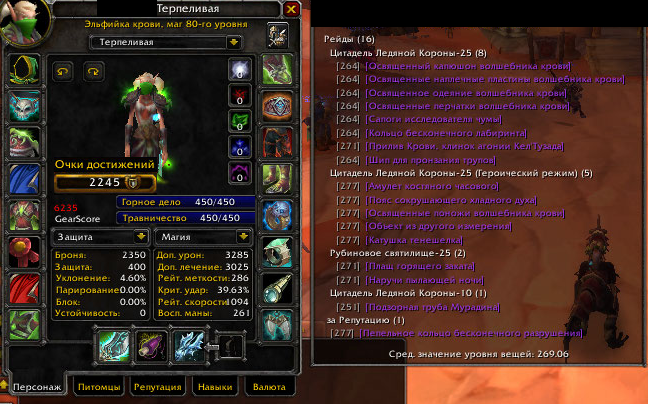 Терпеливая
Эльфийка крови, маг 80-го уровня
Терпеливая
0
0
0
0
0
Очки достижений
2245
6235
GearScore
Горное дело 450/450
Травничество 450/450
Защита
Магия
Броня: 2350
Защита: 400
Уклонение: 4.60%
Парирование: 0.00%
Блок: 0.00%
Устойчивость: 0
Доп. урон: 3285
Доп. лечение: 3025
Рейт. меткости: 286
Крит. удар: 39.63%
Рейт. скорости: 1094
Восп. маны: 261
Персонаж
Питомцы
Репутация
Навыки
Валюта
Рейды (16)
Цитадель Ледяной Короны-25 (8)
[264] [Освященный капюшон волшебника крови]
[264] [Освященные наплечные пластины волшебника крови]
[264] [Освященное одеяние волшебника крови]
[264] [Освященные перчатки волшебника крови]
[264] [Сапоги исследователя чумы]
[264] [Кольцо бесконечного лабиринта]
[271] [Прилив Крови, клинок агонии Кел'Тузада]
[264] [Шип для пронзания трупов]
Цитадель Ледяной Короны-25 (Героический режим) (5)
[277] [Амулет костяного часового]
[277] [Пояс сокрушающего хладного духа]
[277] [Освященные поножи волшебника крови]
[277] [Объект из другого измерения]
[277] [Катушка тенешелка]
Рубиновое святилище-25 (2)
[271] [Плащ горящего заката]
[271] [Наручи пылающей ночи]
Цитадель Ледяной Короны-10 (1)
[251] [Подзорная труба Мурадина]
за Репутацию (1)
[277] [Пепельное кольцо бесконечного разрушения]
Сред. значение уровня вещей: 269.06